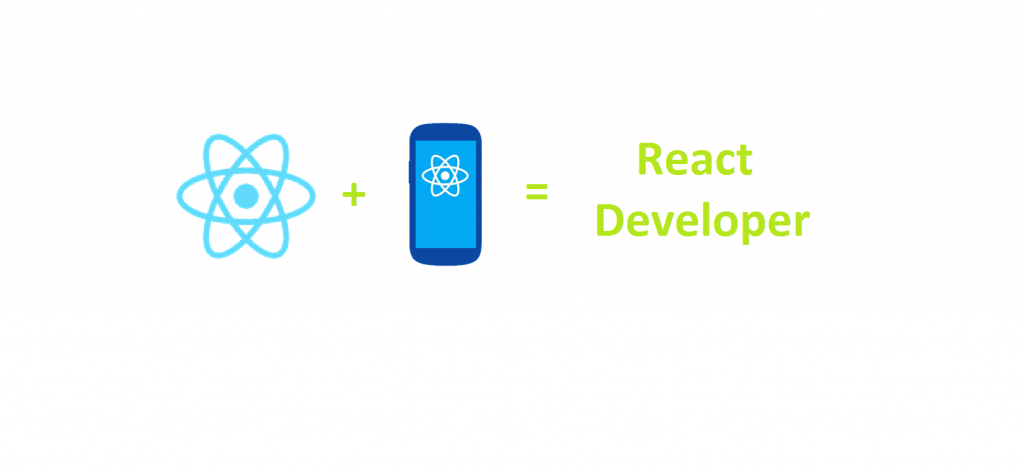 + = React
Developer